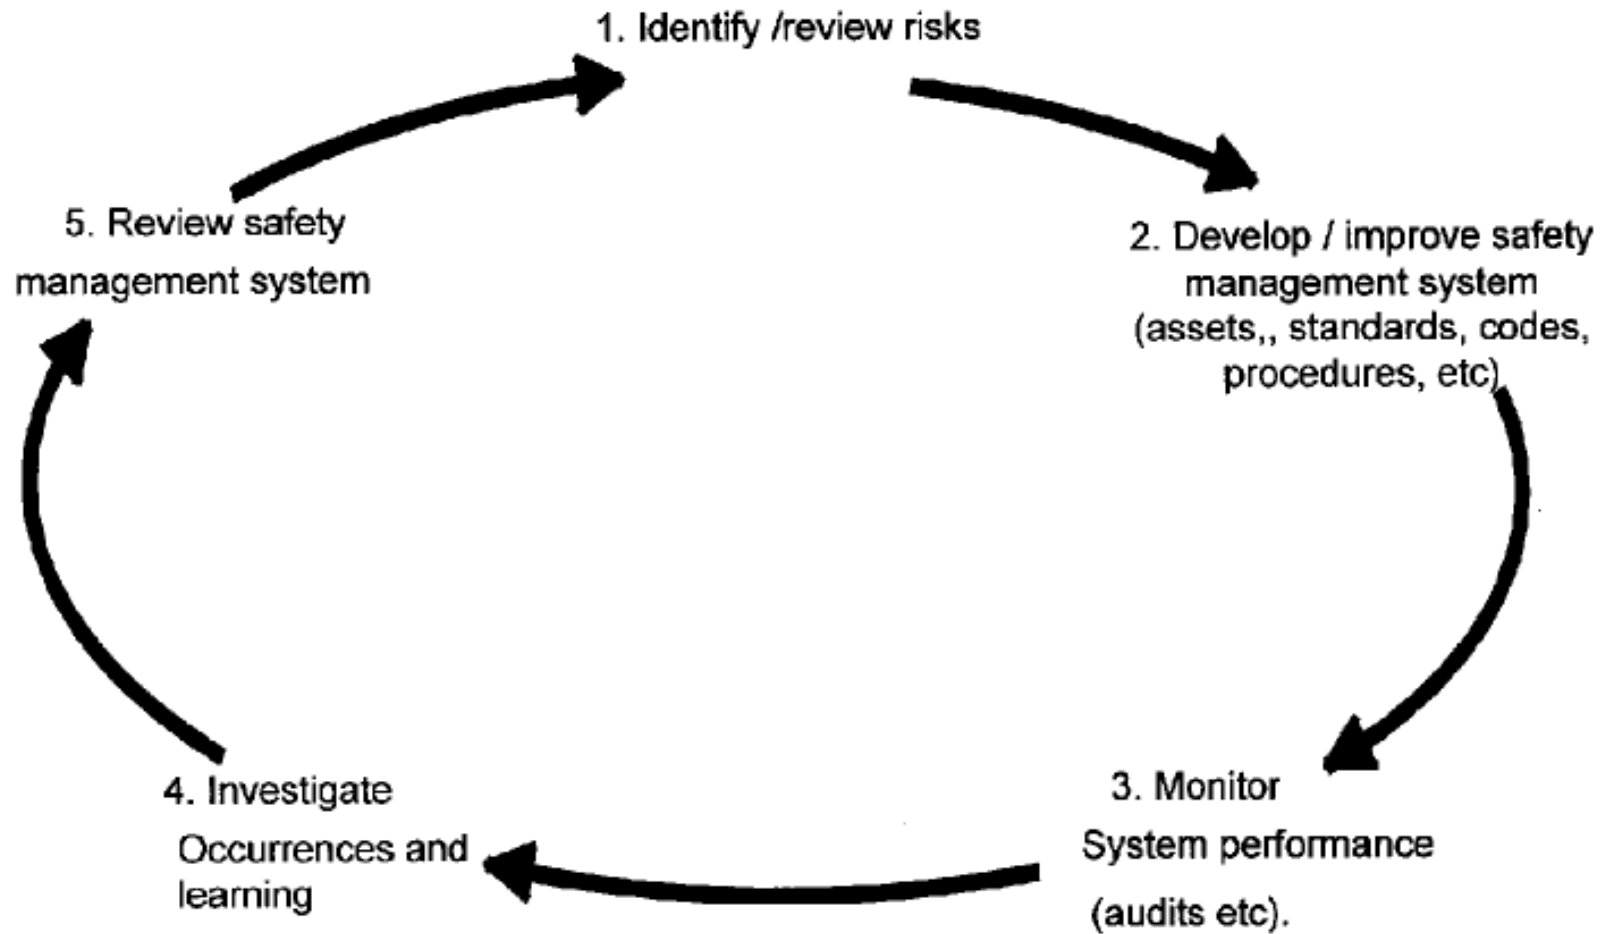 1. Identify /review risks
2. Develop / improve safety
management system
(assets,, standards, codes,
procedures, etc)
3. Monitor
System performance
(audits etc).
4. Investigate
Occurrences and
learning
5. Review safety
management system